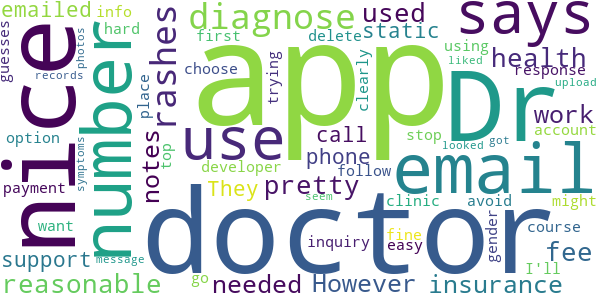 emailed info
hard
guesses
records
photos
nice
number
symptoms
option
payment
want
support
message
reasonable
rashes
place
notes
top
diagnose
first
choose
app
used
static
delete
trying
clearly
use
call
phone
developer
They
pretty
follow
seem
doctor
inquiry
easy
fine
go
needed
However
says
Dr
health
using
liked
response
upload
stop
looked
got
work
account
email
clinic
avoid
might
gender
course
fee
I'll
insurance